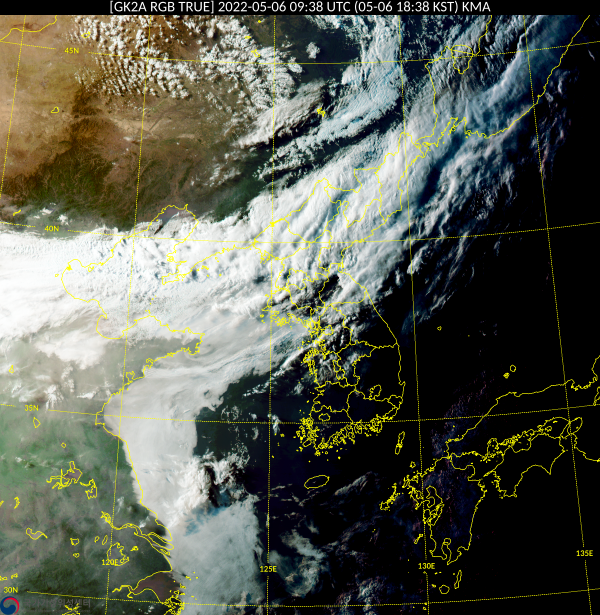 [GK2A RGB TRUE] 2022-05-06 09:38 UTC (05-06 18:38 KST) KMA
45N
40N
35N
120E
125E
130E
135E
30N